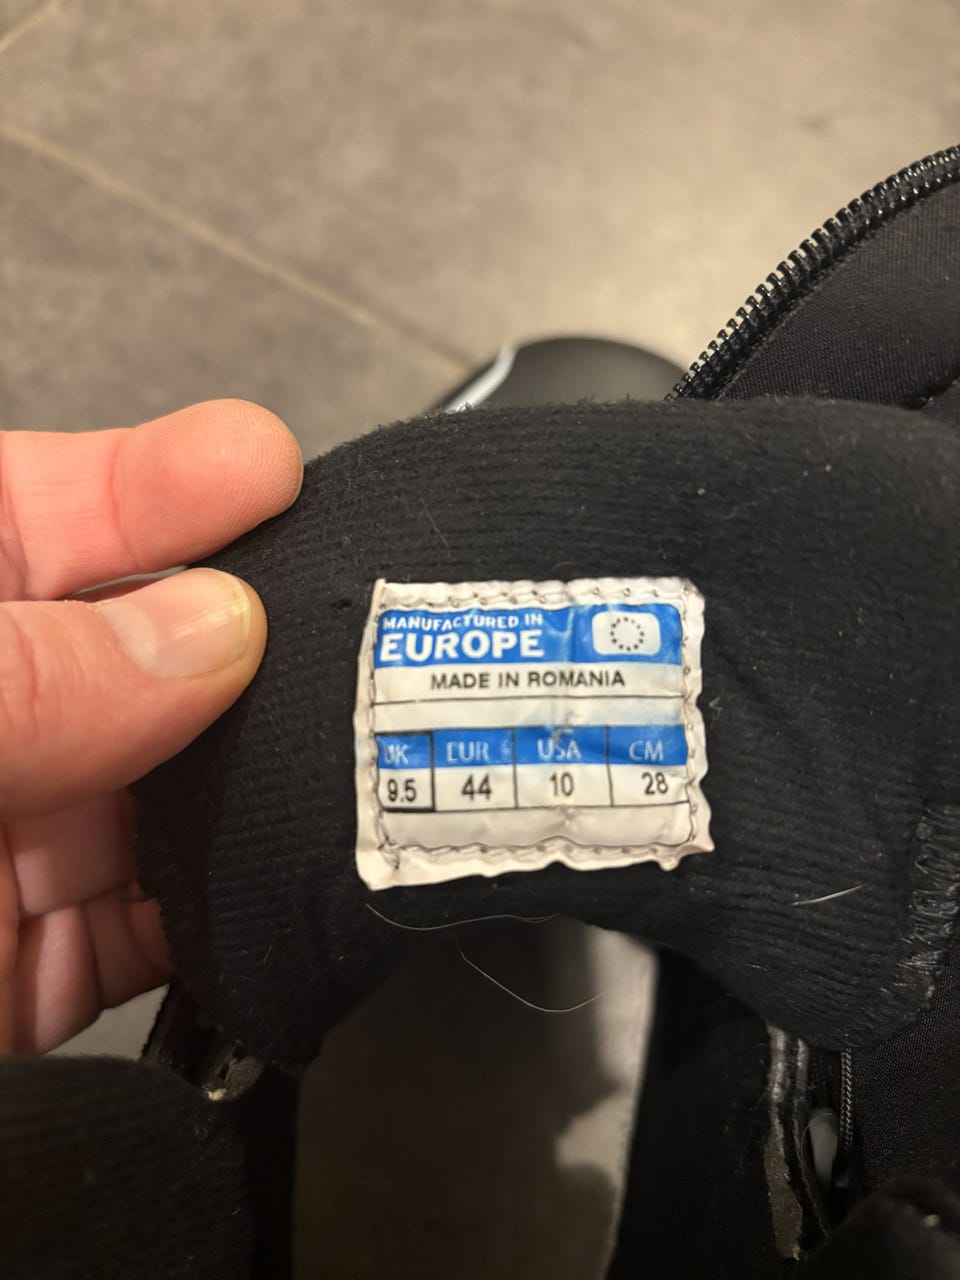 MANUFACTURED IN
EUROPE
MADE IN ROMANIA
UK EUR USA CM
9.5 44 10 28